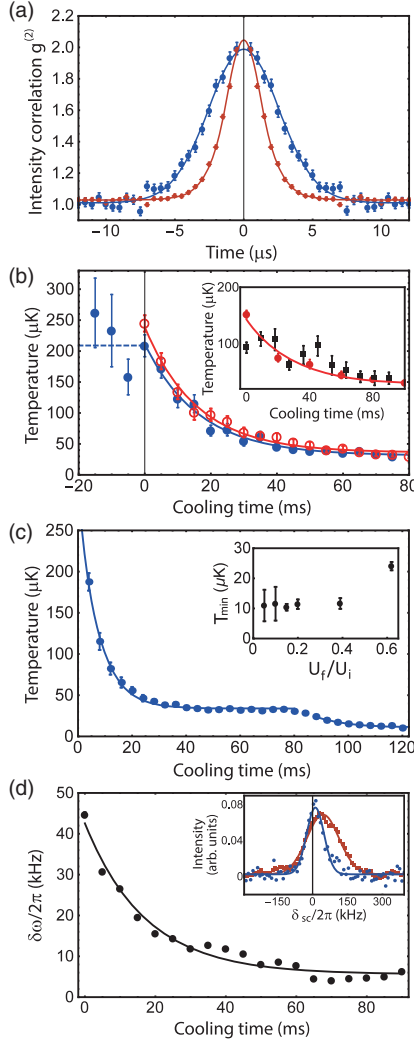 (a)
Intensity correlation g(2)
2.0
1.8
1.6
1.4
1.2
1.0
−10 −5 0 5 10
Time (μs)
(b)
Temperature (μK)
300
250
200
150
100
50
0
−20 −10 0 10 20 30 40 50 60 70 80
Cooling time (ms)
Temperature (μK)
200
100
0
0 40 80
Cooling time (ms)
(c)
Temperature (μK)
250
200
150
100
50
0
0 20 40 60 80 100 120
Cooling time (ms)
Tmin (μK)
30
20
10
0
0 0.2 0.4 0.6
Uf/Ui
(d)
δω/2π (kHz)
50
40
30
20
10
0
0 20 40 60 80
Cooling time (ms)
Intensity
(arb. units)
0.08
0.04
0
−150 0 150 300
δsc/2π (kHz)